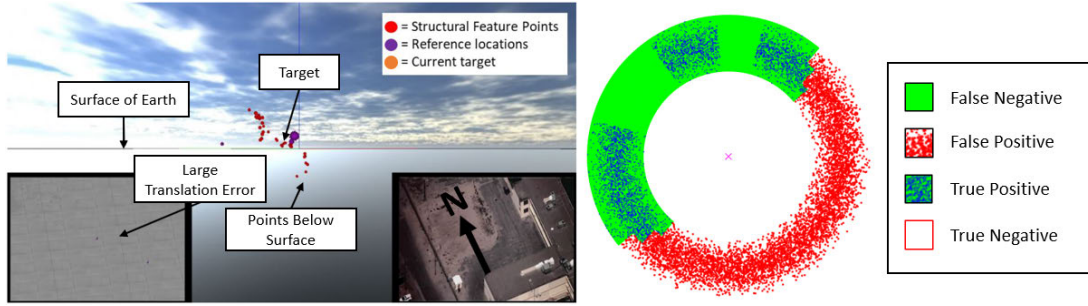 = Structural Feature Points
= Reference locations
= Current target
Target
Surface of Earth
Large
Translation Error
Points Below
Surface
N
False Negative
False Positive
True Positive
True Negative